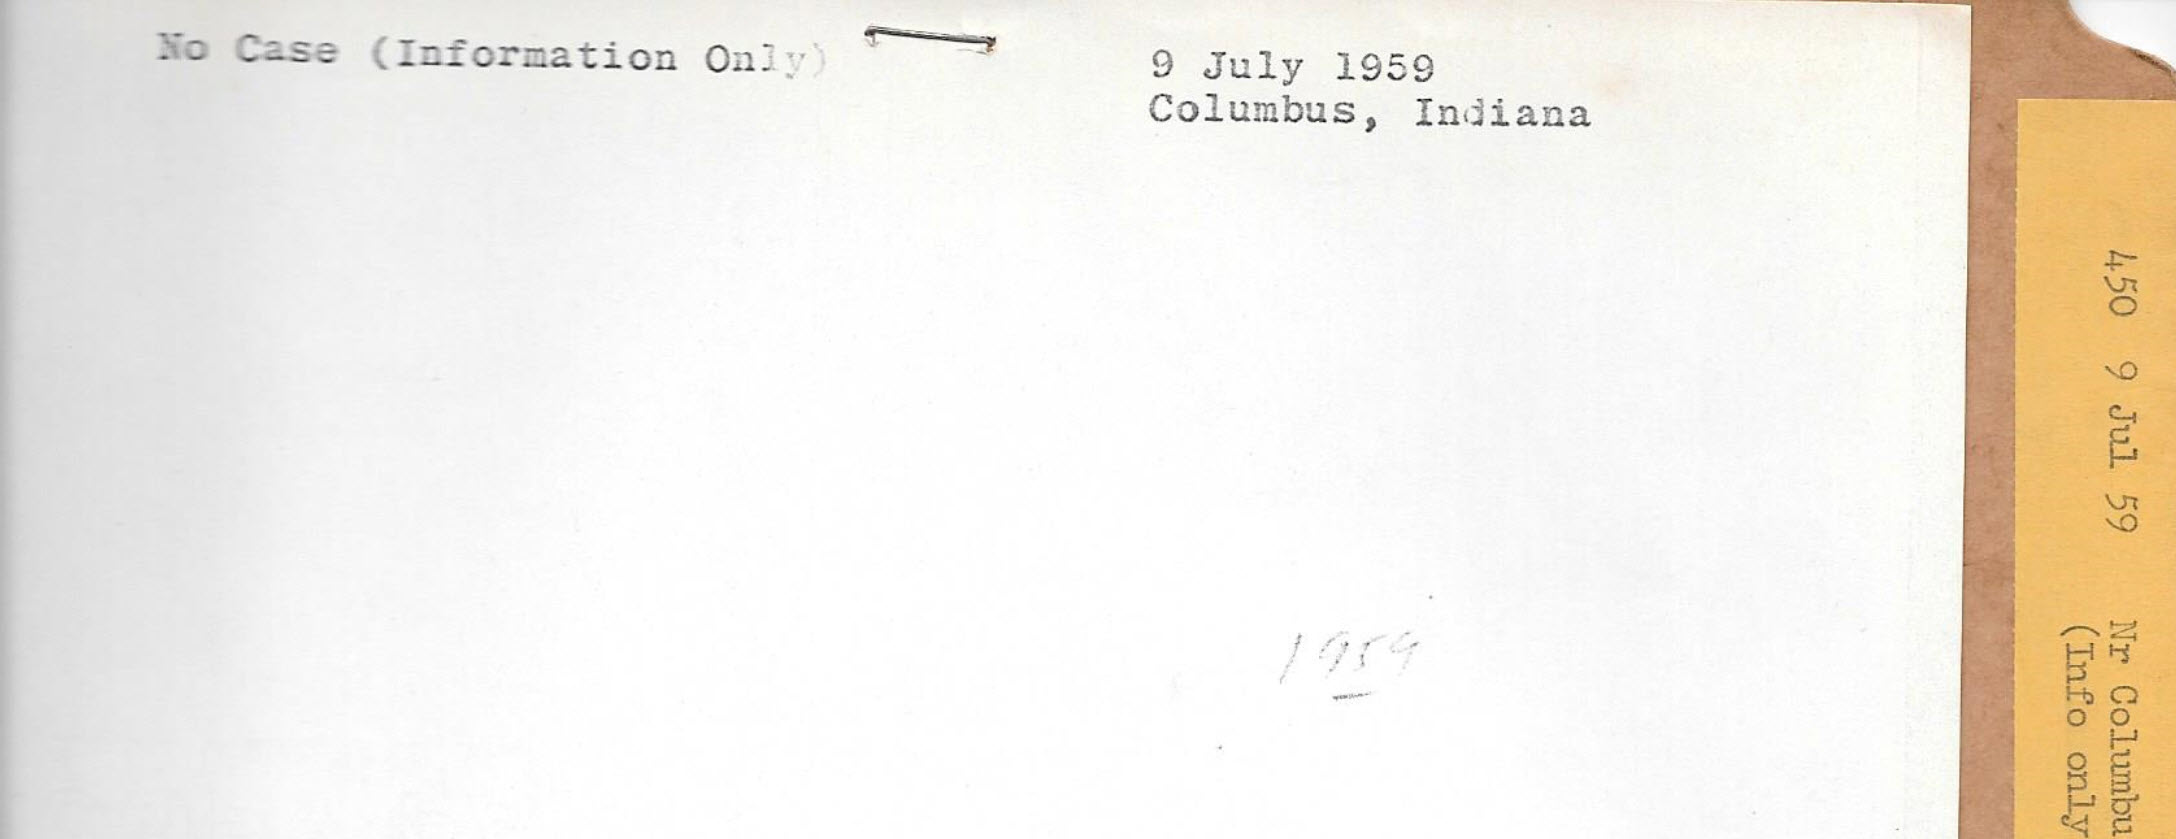 No Case (Information Only)
9 July 1959
Columbus, Indiana
1959
450 9 Jul 59 Nr Columbu
(Info only